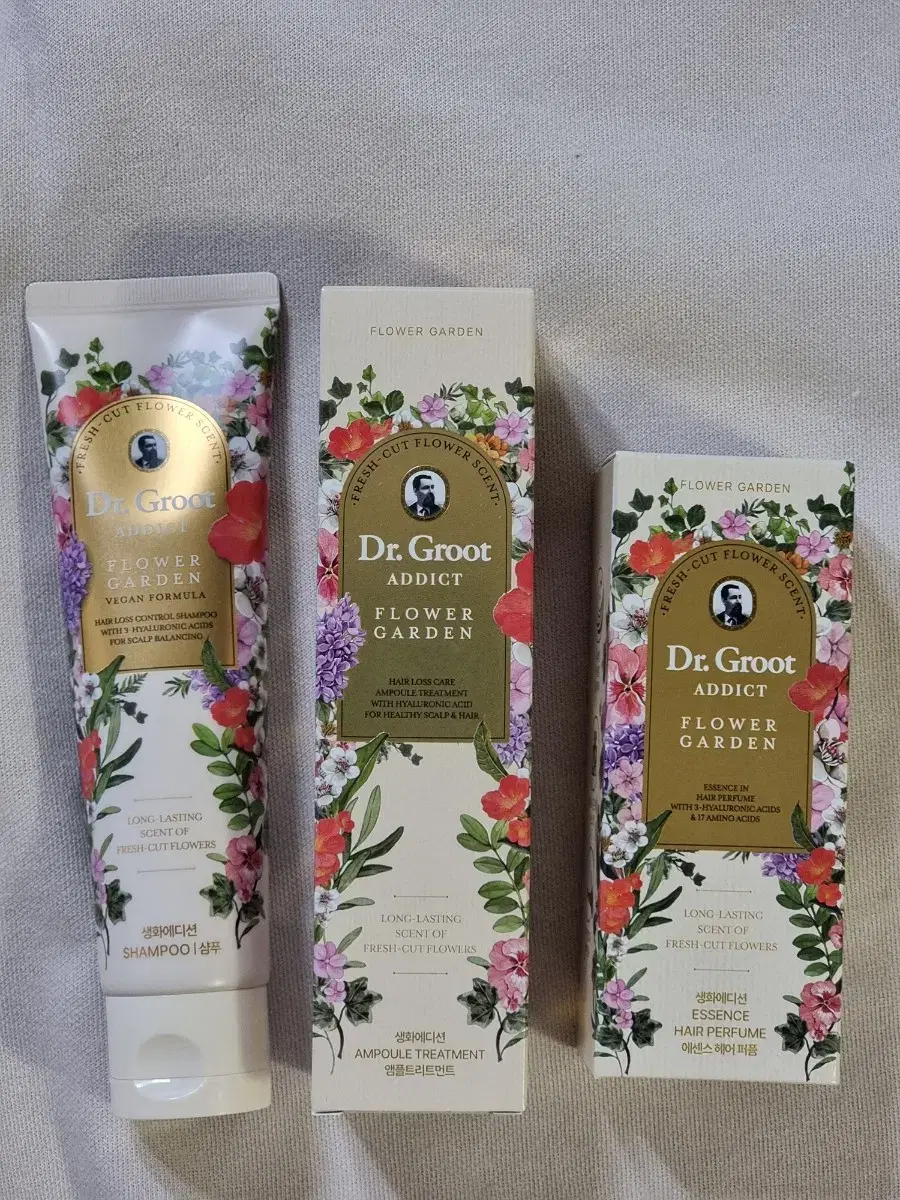 ·FRESH-CUT FLOWER SCENT·
Dr. Groot
ADDICT
FLOWER
GARDEN
VEGAN FORMULA
HAIR LOSS CONTROL SHAMPOO
WITH 3-HYALURONIC ACIDS
FOR SCALP BALANCING
LONG-LASTING
SCENT OF
FRESH-CUT FLOWERS
생화에디션
SHAMPOO | 샴푸
FLOWER GARDEN
·FRESH-CUT FLOWER SCENT·
Dr. Groot
ADDICT
FLOWER
GARDEN
HAIR LOSS CARE
AMPOULE TREATMENT
WITH HYALURONIC ACID
FOR HEALTHY SCALP & HAIR
LONG-LASTING
SCENT OF
FRESH-CUT FLOWERS
생화에디션
AMPOULE TREATMENT
앰플트리트먼트
FLOWER GARDEN
·FRESH-CUT FLOWER SCENT·
Dr. Groot
ADDICT
FLOWER
GARDEN
ESSENCE IN
HAIR PERFUME
WITH 3-HYALURONIC ACIDS
& 17 AMINO ACIDS
LONG-LASTING
SCENT OF
FRESH-CUT FLOWERS
생화에디션
ESSENCE
HAIR PERFUME
에센스 헤어 퍼퓸